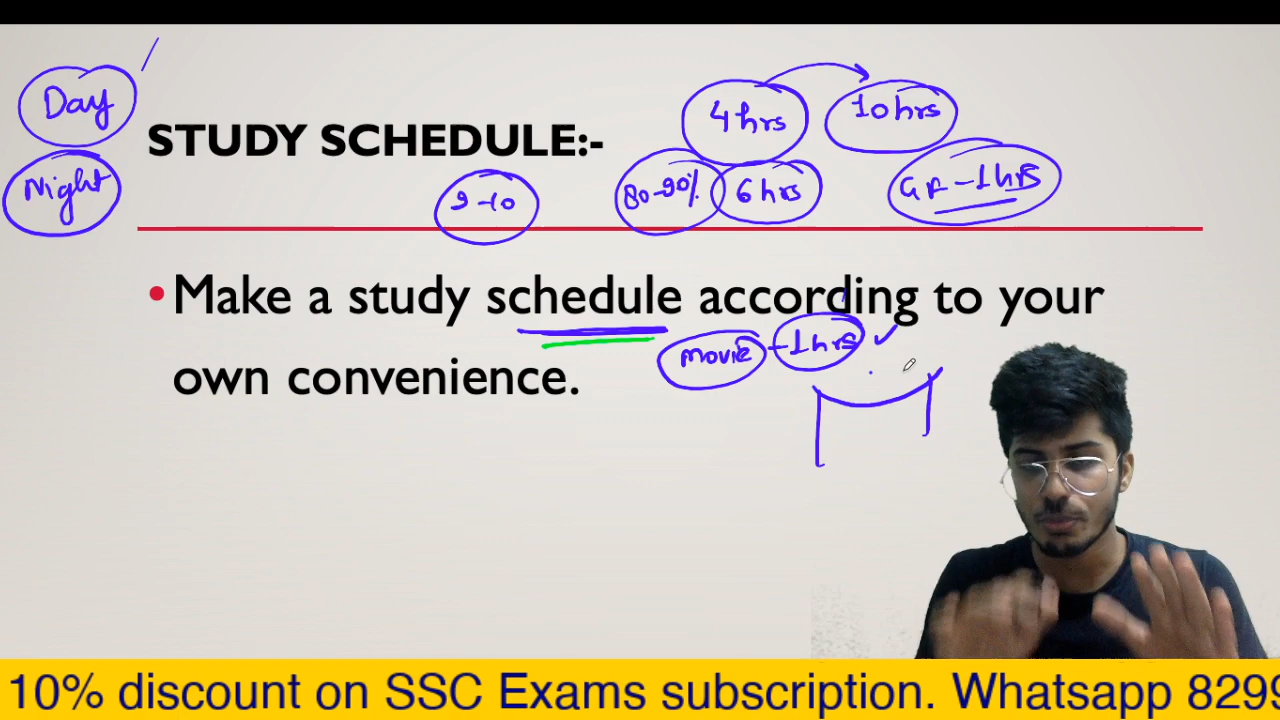 Day
4 hrs
10 hrs
STUDY SCHEDULE:-
Night
9-10
80-90%
6 hrs
GF - 1 hrs
• Make a study schedule according to your
movie - 1 hrs
own convenience.
10% discount on SSC Exams subscription. Whatsapp 8299